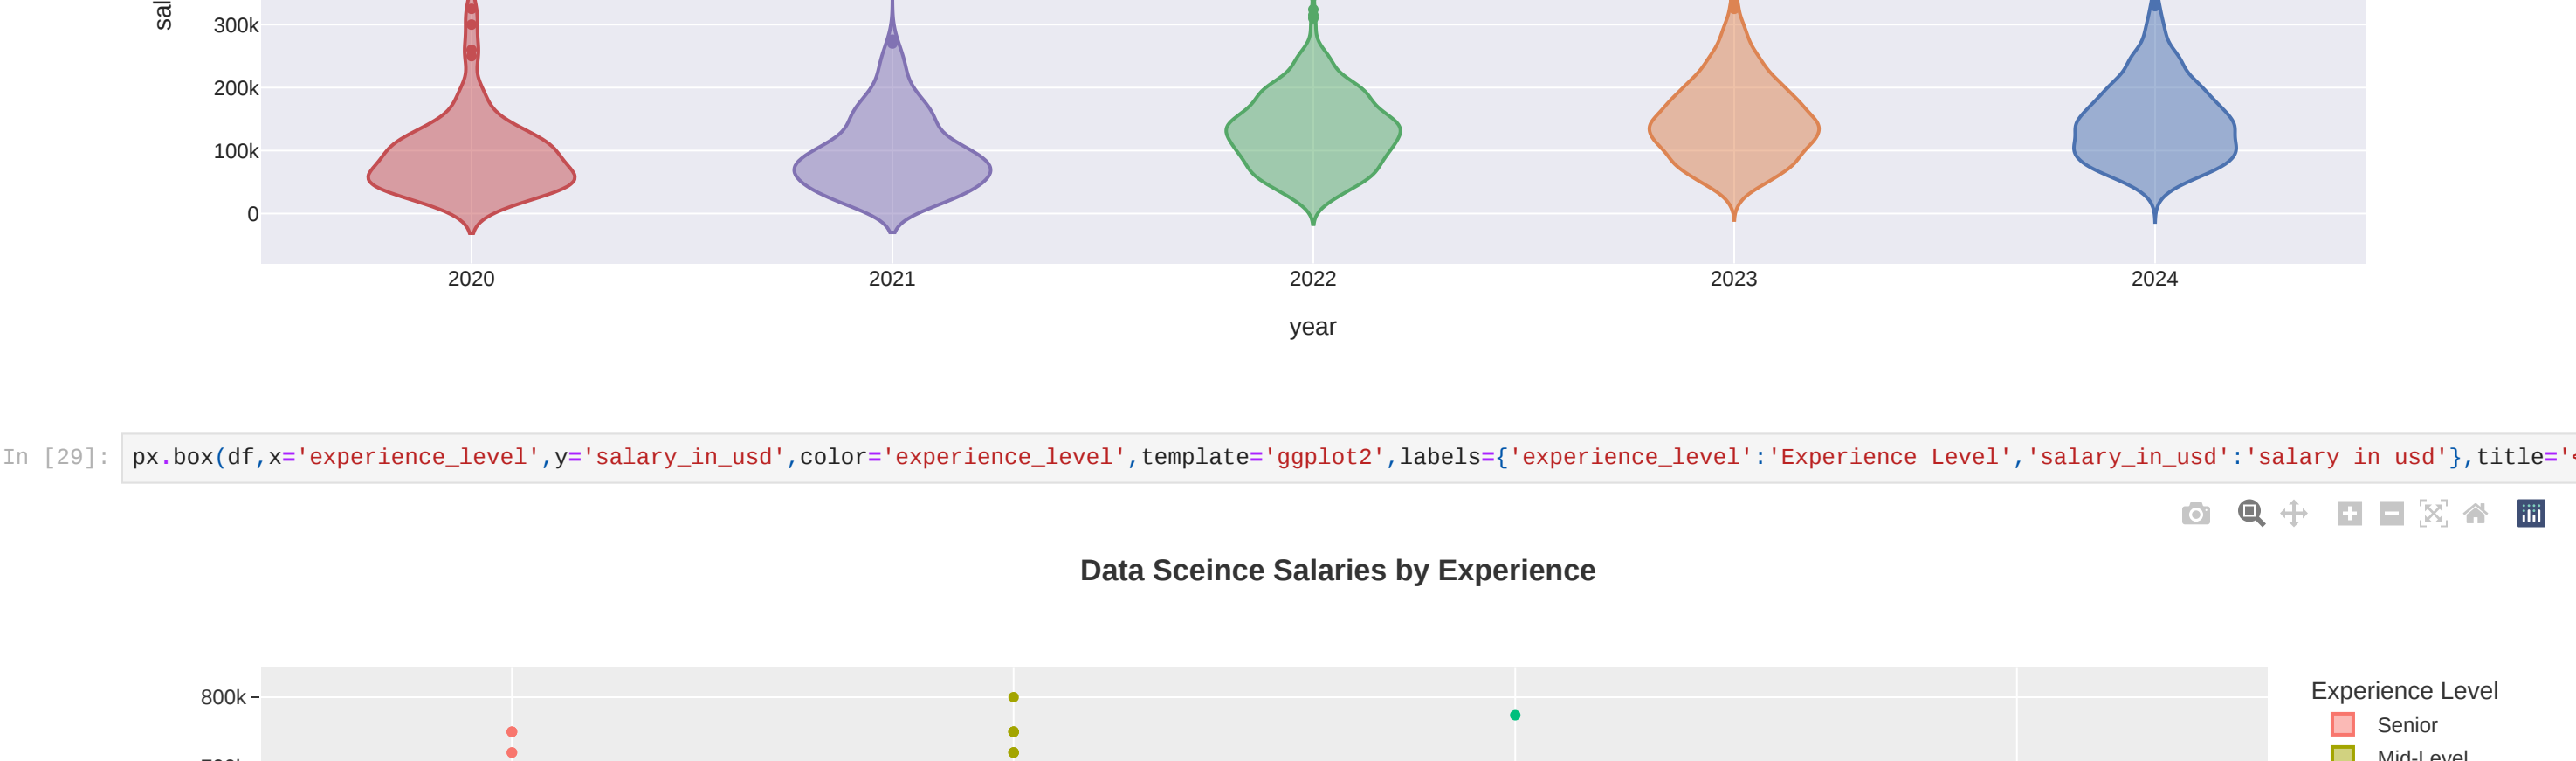 sal
300k
200k
100k
0
2020 2021 2022 2023 2024
year
In [29]: px.box(df,x='experience_level',y='salary_in_usd',color='experience_level',template='ggplot2',labels={'experience_level':'Experience Level','salary_in_usd':'salary in usd'},title='<
Data Sceince Salaries by Experience
800k
Experience Level
Senior
Mid-Level